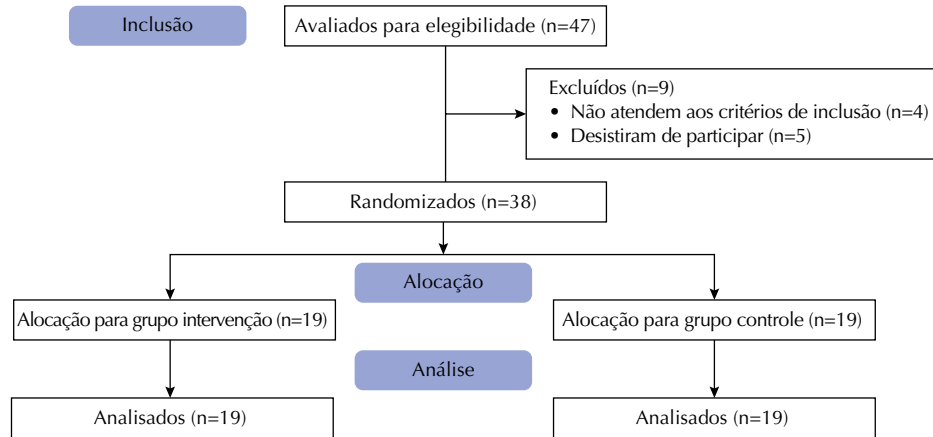 Inclusão
Avaliados para elegibilidade (n=47)
Excluídos (n=9)
• Não atendem aos critérios de inclusão (n=4)
• Desistiram de participar (n=5)
Randomizados (n=38)
Alocação
Alocação para grupo intervenção (n=19)
Alocação para grupo controle (n=19)
Análise
Analisados (n=19)
Analisados (n=19)